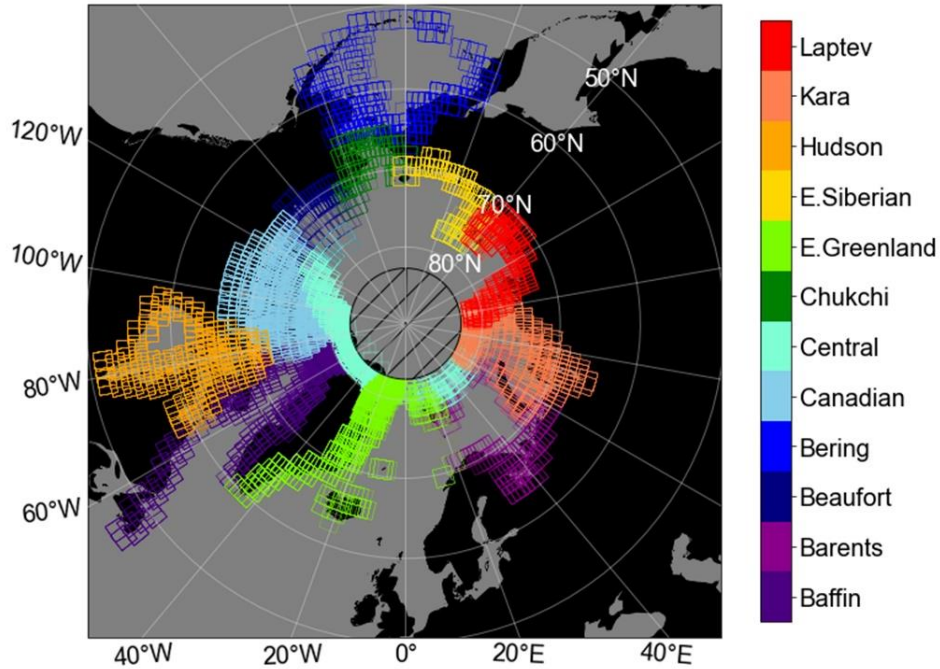 50°N
120°W
60°N
70°N
100°W
80°N
80°W
60°W
40°W
20°W
0°
20°E
40°E
Laptev
Kara
Hudson
E.Siberian
E.Greenland
Chukchi
Central
Canadian
Bering
Beaufort
Barents
Baffin